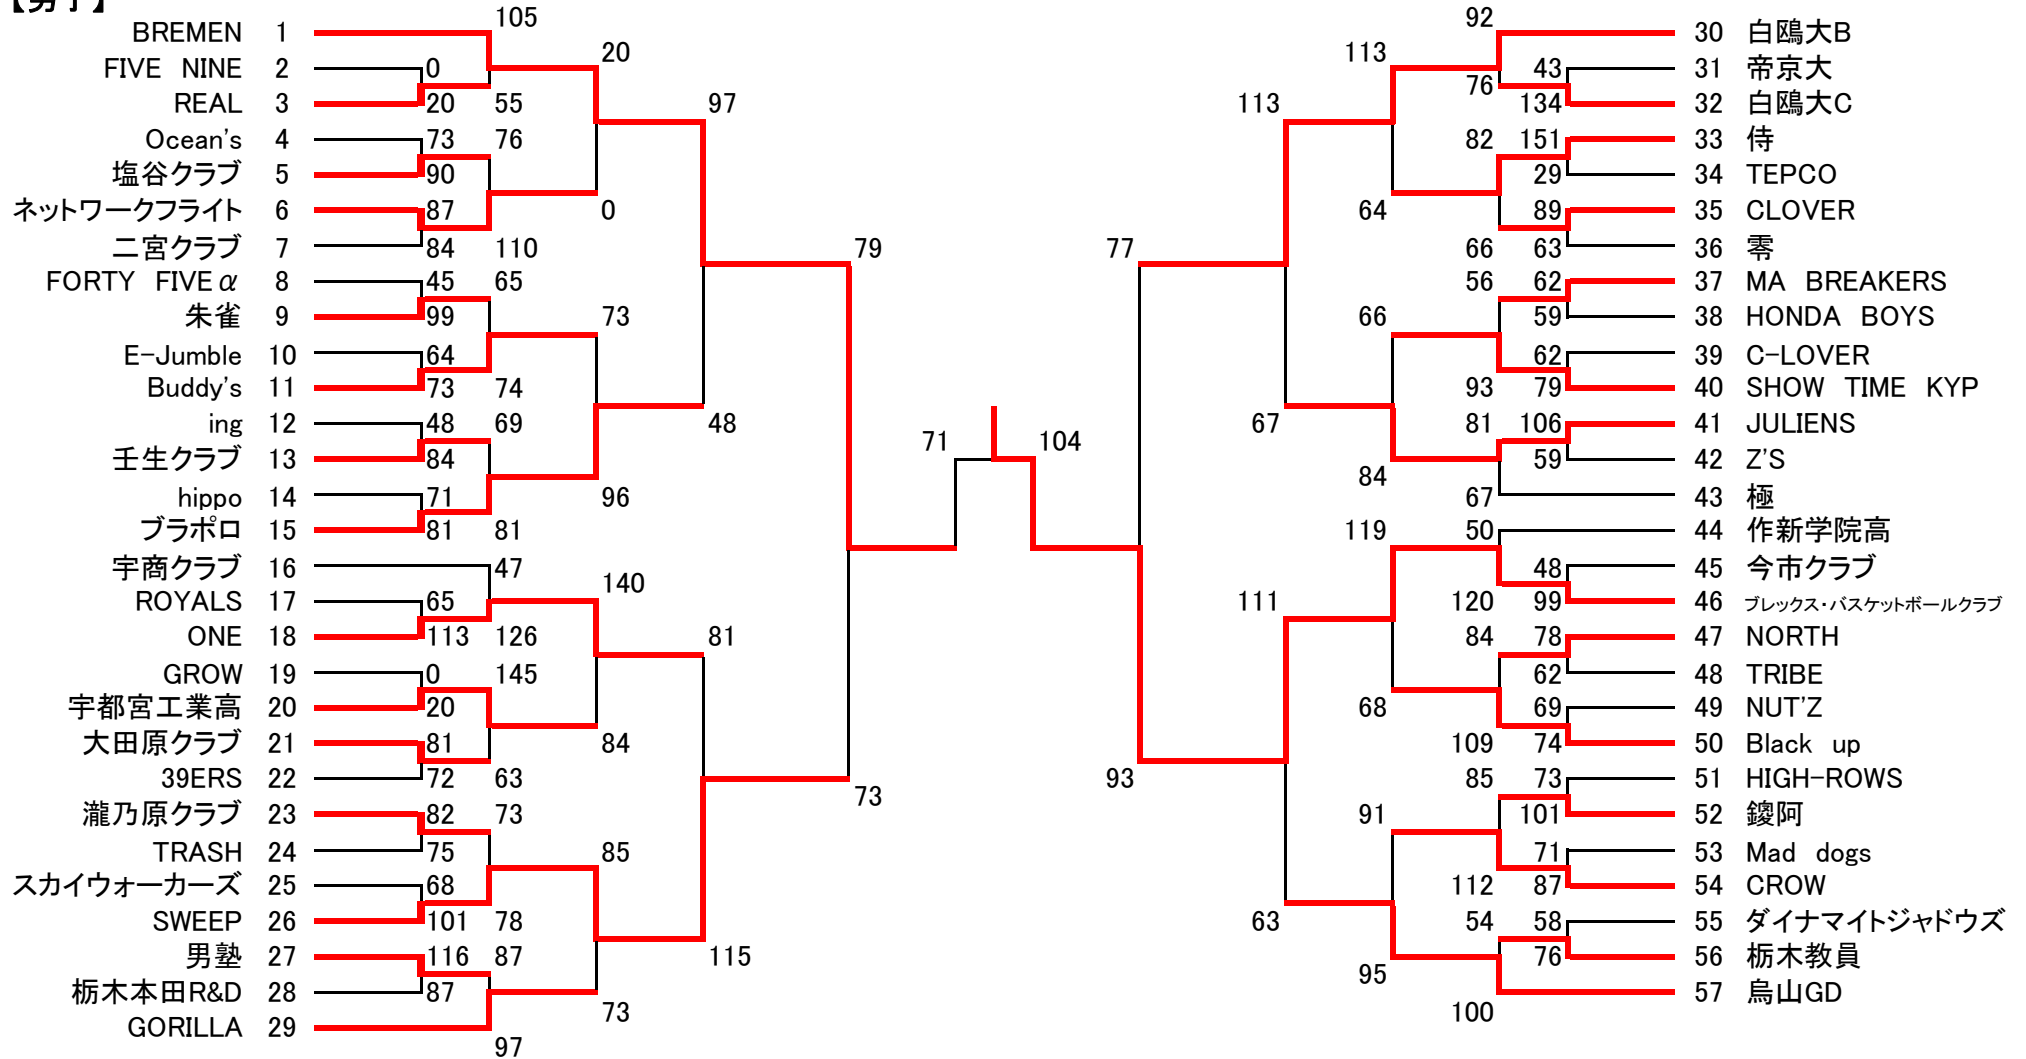 【男子】
BREMEN 1
FIVE NINE 2
REAL 3
Ocean's 4
塩谷クラブ 5
ネットワークフライト 6
二宮クラブ 7
FORTY FIVEα 8
朱雀 9
E-Jumble 10
Buddy's 11
ing 12
壬生クラブ 13
hippo 14
ブラポロ 15
宇商クラブ 16
ROYALS 17
ONE 18
GROW 19
宇都宮工業高 20
大田原クラブ 21
39ERS 22
瀧乃原クラブ 23
TRASH 24
スカイウォーカーズ 25
SWEEP 26
男塾 27
栃木本田R&D 28
GORILLA 29
0
20
73
90
87
84
45
99
64
73
48
84
71
81
65
113
0
20
81
72
82
75
68
101
116
87
105
55
76
110
65
74
69
81
47
126
145
63
73
78
87
97
20
0
73
96
140
84
85
73
97
48
81
115
79
73
71
104
77
93
113
67
111
63
113
64
66
84
119
68
91
95
92
76
82
66
56
93
81
67
50
120
84
109
85
112
54
100
43
134
151
29
89
63
62
59
62
79
106
59
48
99
78
62
69
74
73
101
71
87
58
76
30 白鴎大B
31 帝京大
32 白鴎大C
33 侍
34 TEPCO
35 CLOVER
36 零
37 MA BREAKERS
38 HONDA BOYS
39 C-LOVER
40 SHOW TIME KYP
41 JULIENS
42 Z'S
43 極
44 作新学院高
45 今市クラブ
46 ブレックス・バスケットボールクラブ
47 NORTH
48 TRIBE
49 NUT'Z
50 Black up
51 HIGH-ROWS
52 鑁阿
53 Mad dogs
54 CROW
55 ダイナマイトジャドウズ
56 栃木教員
57 烏山GD